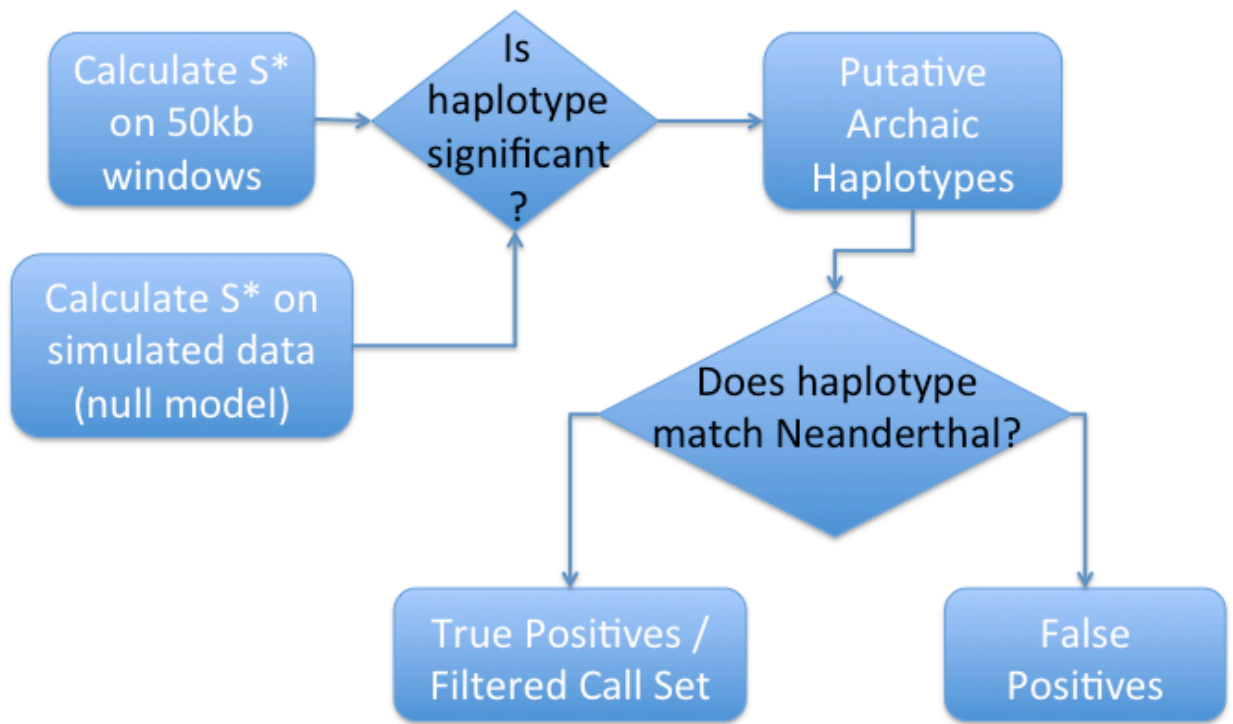 Calculate S*
on 50kb
windows
Is
haplotype
significant
?
Putative
Archaic
Haplotypes
Calculate S* on
simulated data
(null model)
Does haplotype
match Neanderthal?
True Positives /
Filtered Call Set
False
Positives